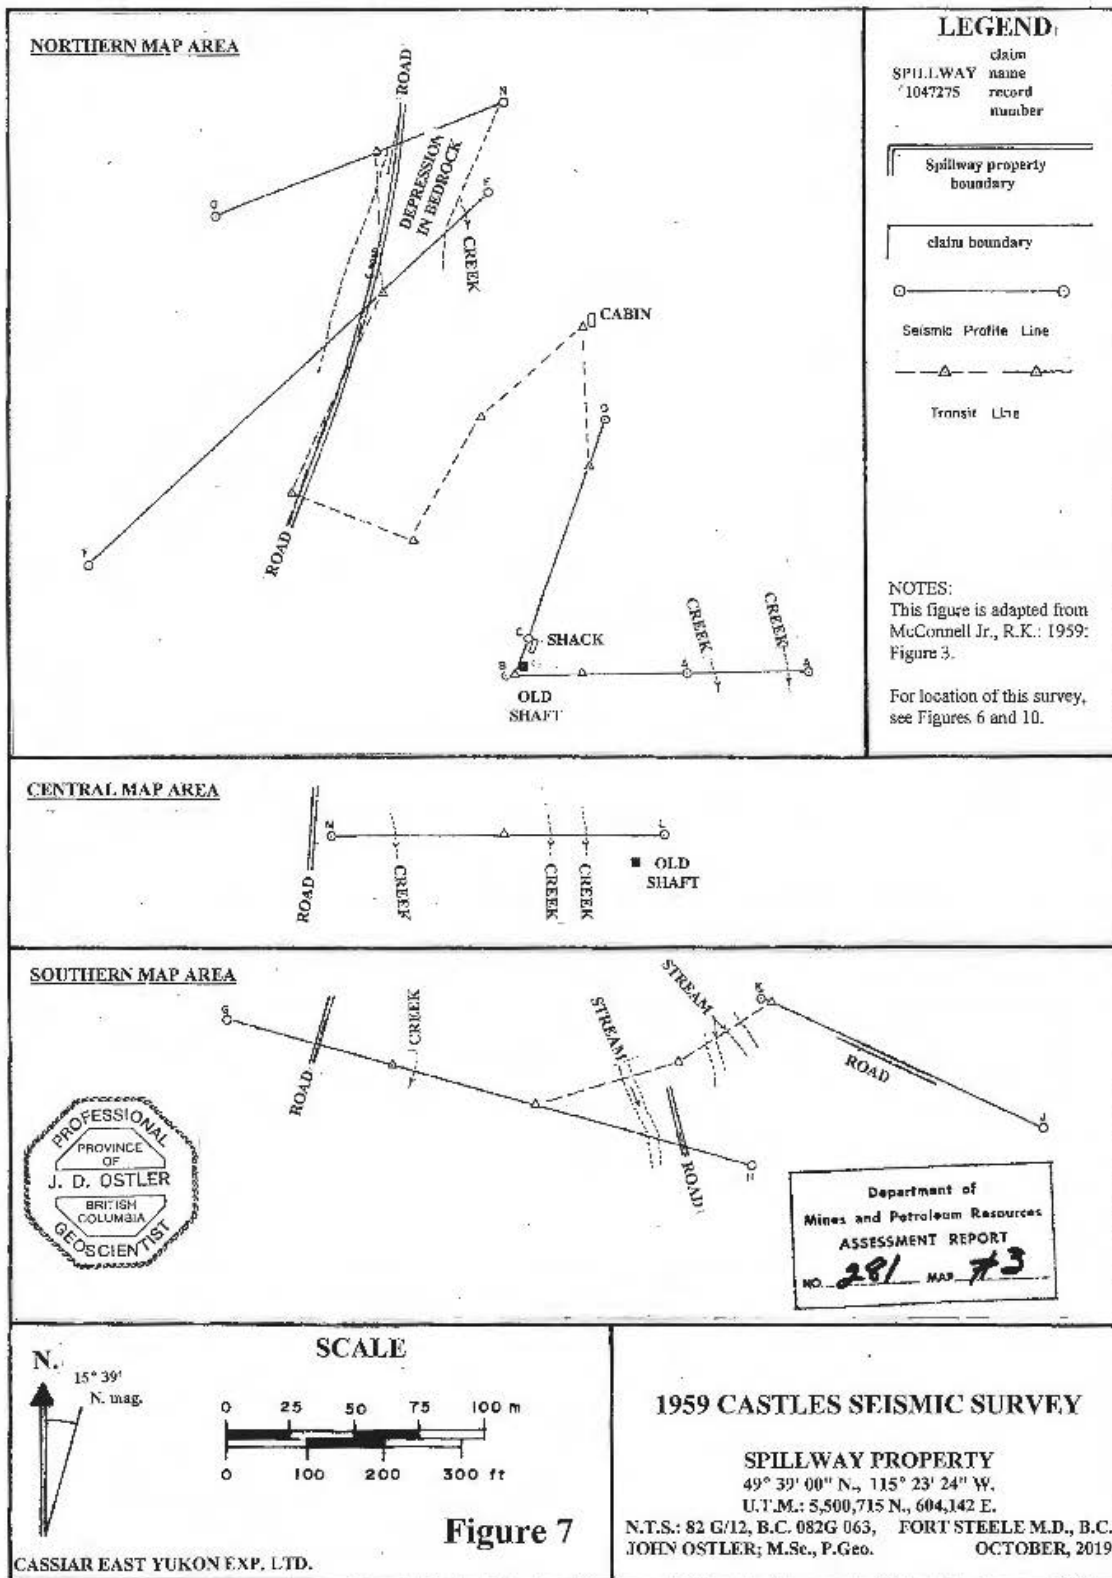 NORTHERN MAP AREA
ROAD
DEPRESSION
IN BEDROCK
CREEK
CABIN
ROAD
C
SHACK
OLD
SHAFT
CREEK
CREEK
LEGEND
claim
SPILLWAY name
1047275 record
number
Spillway property
boundary
claim boundary
Seismic Profile Line
Transit Line
NOTES:
This figure is adapted from
McConnell Jr., R.K.: 1959:
Figure 3.
For location of this survey,
see Figures 6 and 10.
CENTRAL MAP AREA
ROAD
CREEK
CREEK
CREEK
OLD
SHAFT
SOUTHERN MAP AREA
G
ROAD
CREEK
STREAM
STREAM
ROAD
ROAD
J
H
PROFESSIONAL
PROVINCE
OF
J. D. OSTLER
BRITISH
COLUMBIA
GEOSCIENTIST
Department of
Mines and Petroleum Resources
ASSESSMENT REPORT
NO. 281 MAP #3
N.
15° 39'
N. mag.
SCALE
0 25 50 75 100 m
0 100 200 300 ft
Figure 7
CASSIAR EAST YUKON EXP. LTD.
1959 CASTLES SEISMIC SURVEY
SPILLWAY PROPERTY
49° 39' 00" N., 115° 23' 24" W.
U.T.M.: 5,500,715 N., 604,142 E.
N.T.S.: 82 G/12, B.C. 082G 063, FORT STEELE M.D., B.C.
JOHN OSTLER; M.Sc., P.Geo. OCTOBER, 2019